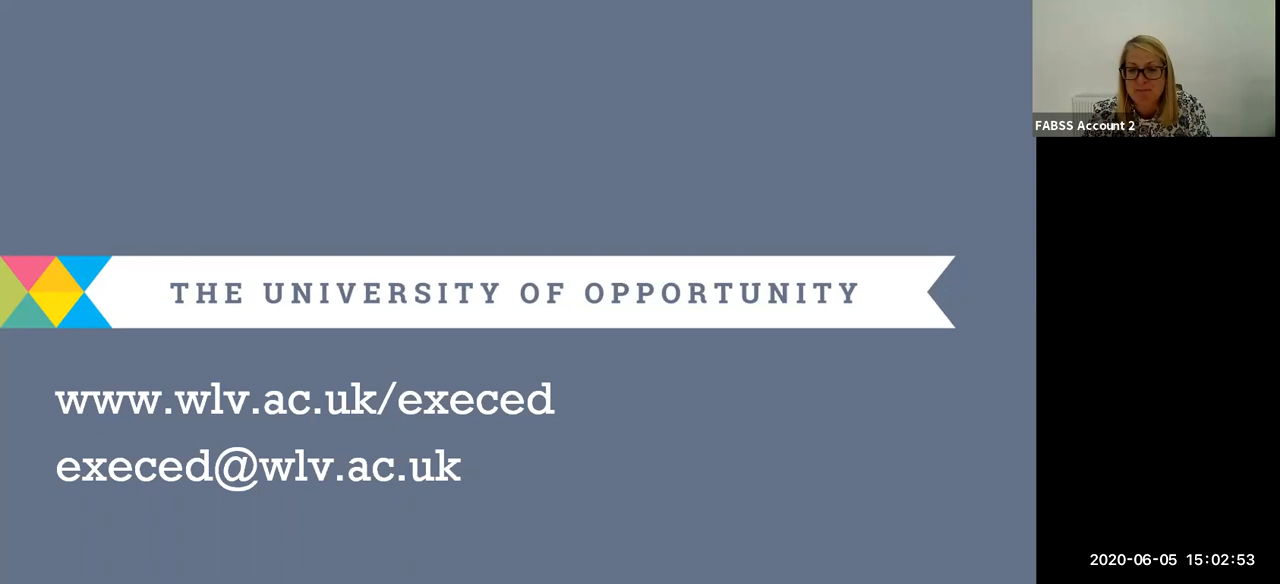 FABSS Account 2
THE UNIVERSITY OF OPPORTUNITY
www.wlv.ac.uk/execed
execed@wlv.ac.uk
2020-06-05 15:02:53